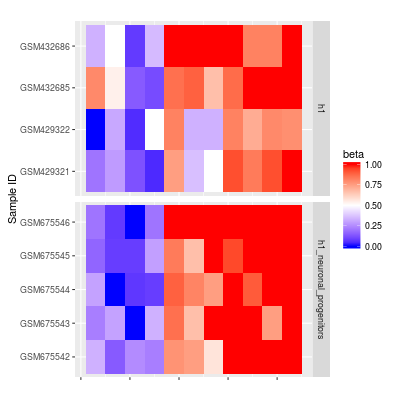 GSM432686
GSM432685
GSM429322
GSM429321
h1
Sample ID
GSM675546
GSM675545
GSM675544
GSM675543
GSM675542
h1_neuronal_progenitors
beta
1.00
0.75
0.50
0.25
0.00